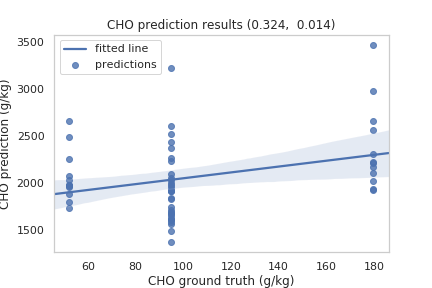 CHO prediction results (0.324,  0.014)
fitted line
predictions
CHO prediction (g/kg)
3500
3000
2500
2000
1500
60 80 100 120 140 160 180
CHO ground truth (g/kg)